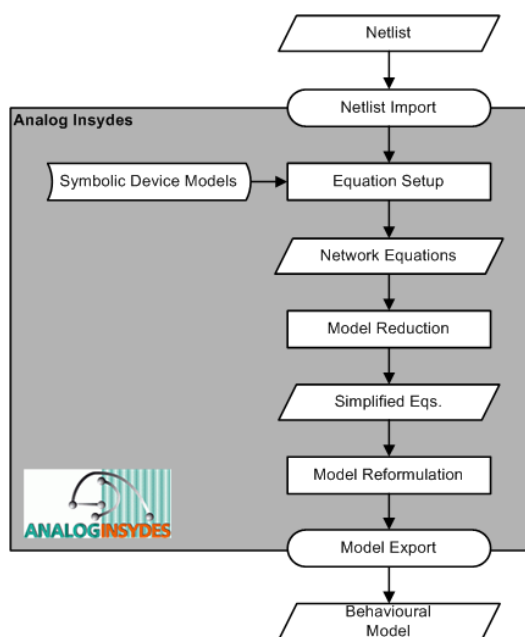 Netlist
Netlist Import
Analog Insydes
Symbolic Device Models
Equation Setup
Network Equations
Model Reduction
Simplified Eqs.
Model Reformulation
ANALOGINSYDES
Model Export
Behavioural
Model